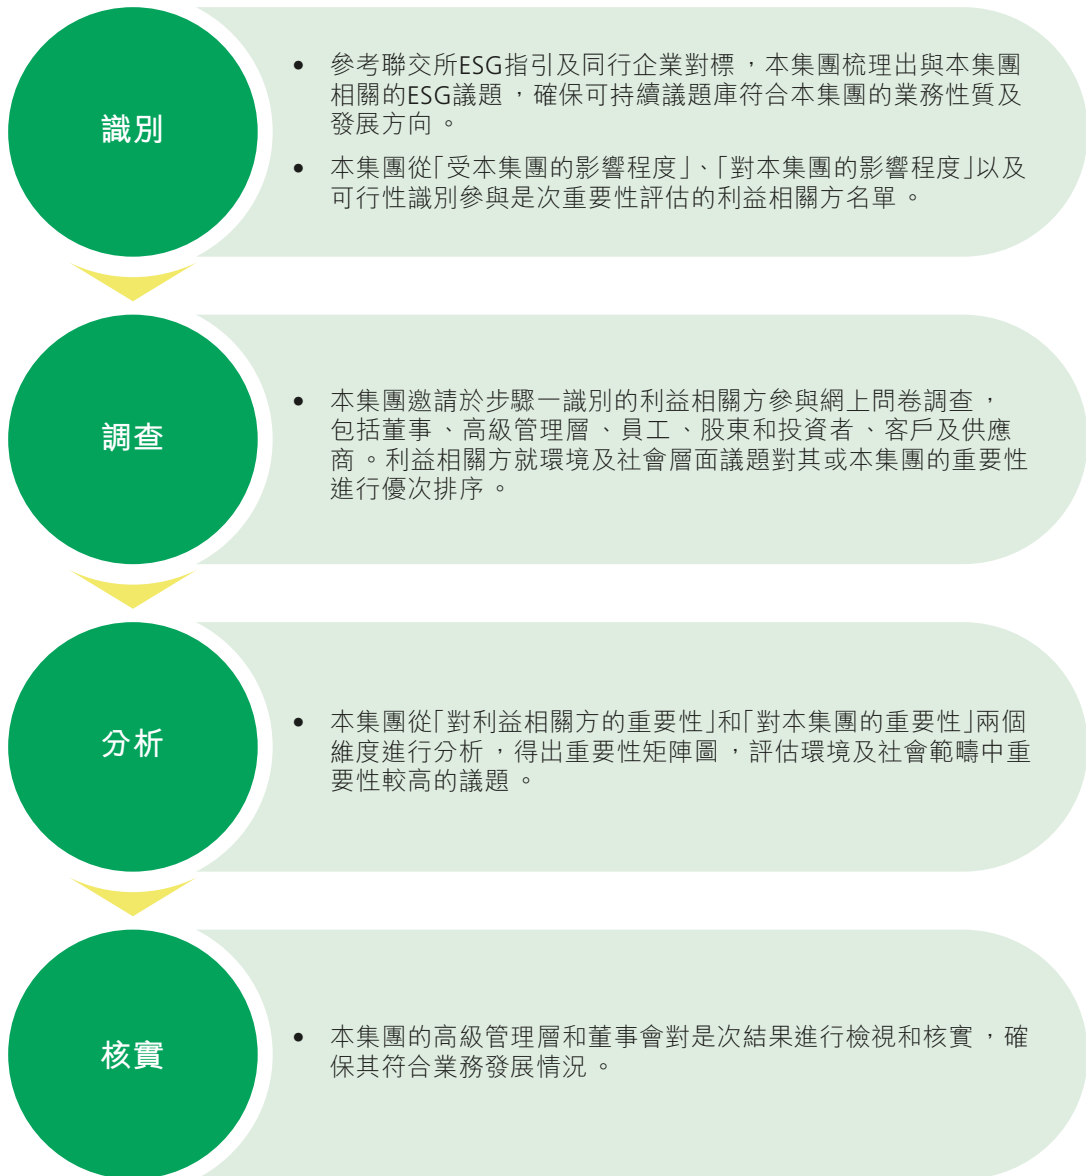 識別
• 參考聯交所ESG指引及同行企業對標，本集團梳理出與本集團
相關的ESG議題，確保可持續議題庫符合本集團的業務性質及
發展方向。
• 本集團從「受本集團的影響程度」、「對本集團的影響程度」以及
可行性識別參與是次重要性評估的利益相關方名單。
調查
• 本集團邀請於步驟一識別的利益相關方參與網上問卷調查，
包括董事、高級管理層、員工、股東和投資者、客戶及供應
商。利益相關方就環境及社會層面議題對其或本集團的重要性
進行優次排序。
分析
• 本集團從「對利益相關方的重要性」和「對本集團的重要性」兩個
維度進行分析，得出重要性矩陣圖，評估環境及社會範疇中重
要性較高的議題。
核實
• 本集團的高級管理層和董事會對是次結果進行檢視和核實，確
保其符合業務發展情況。